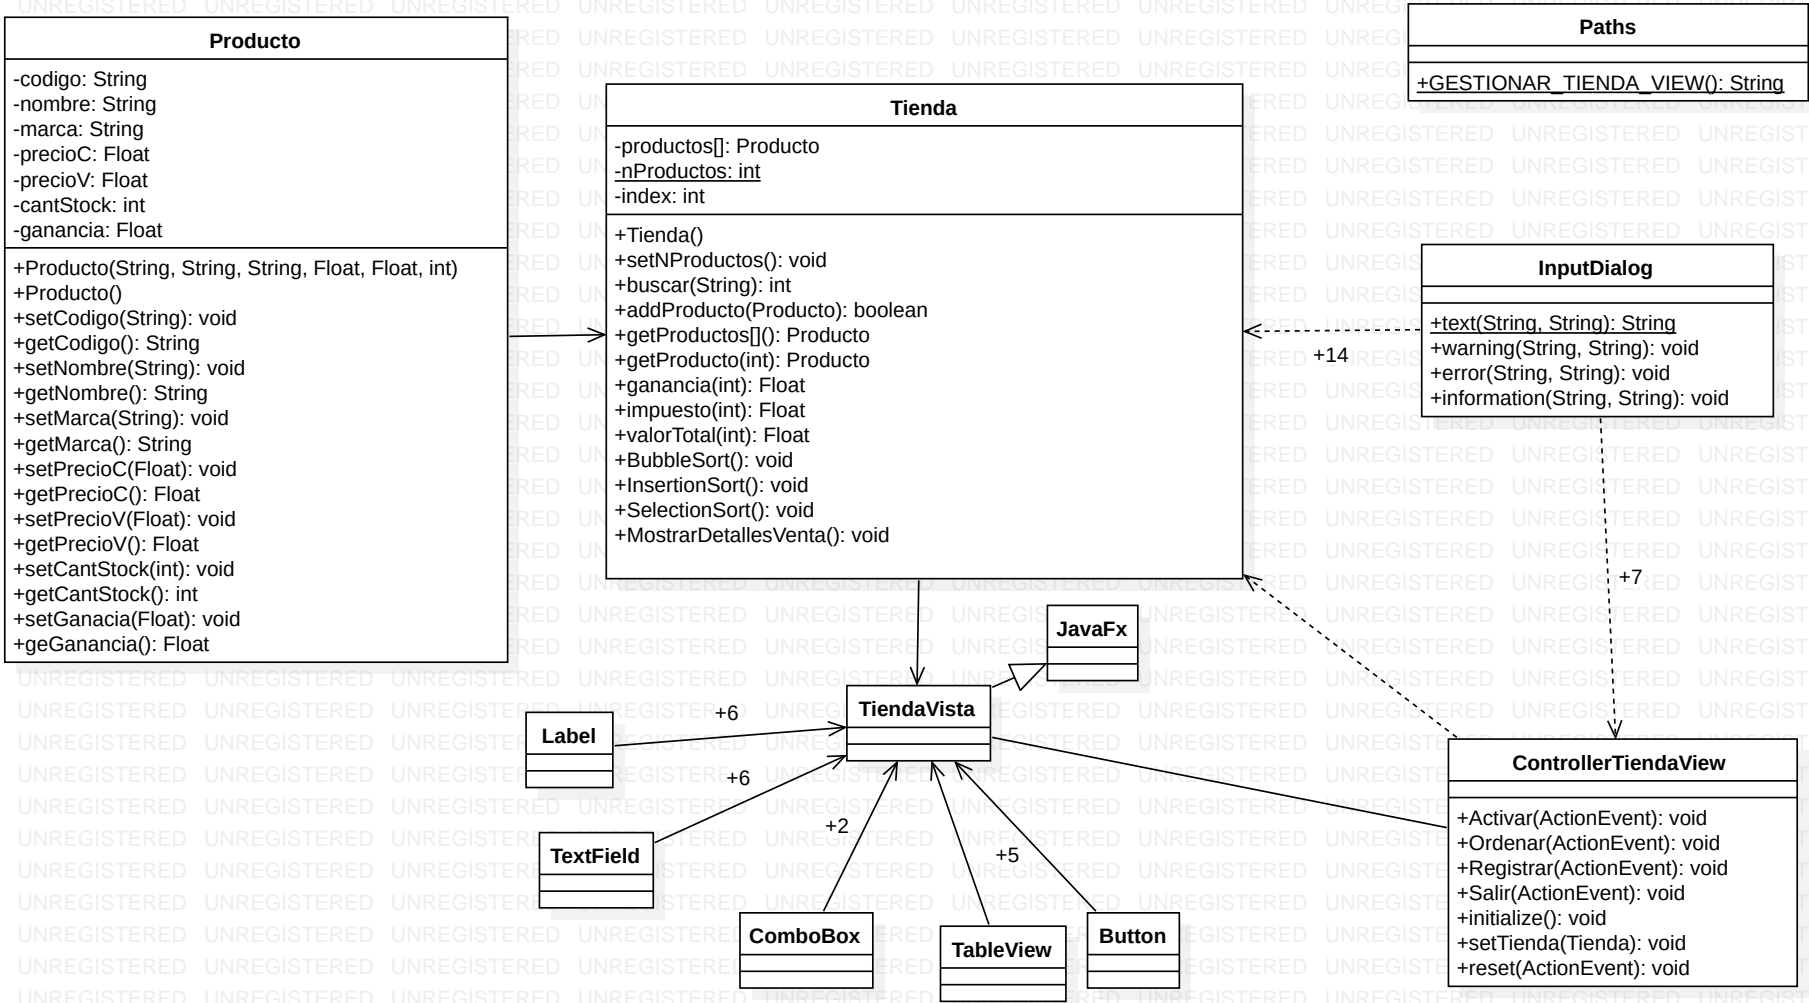 Producto
-codigo: String
-nombre: String
-marca: String
-precioC: Float
-precioV: Float
-cantStock: int
-ganancia: Float
+Producto(String, String, String, Float, Float, int)
+Producto()
+setCodigo(String): void
+getCodigo(): String
+setNombre(String): void
+getNombre(): String
+setMarca(String): void
+getMarca(): String
+setPrecioC(Float): void
+getPrecioC(): Float
+setPrecioV(Float): void
+getPrecioV(): Float
+setCantStock(int): void
+getCantStock(): int
+setGanacia(Float): void
+geGanancia(): Float
Tienda
-productos[]: Producto
-nProductos: int
-index: int
+Tienda()
+setNProductos(): void
+buscar(String): int
+addProducto(Producto): boolean
+getProductos[](): Producto
+getProducto(int): Producto
+ganancia(int): Float
+impuesto(int): Float
+valorTotal(int): Float
+BubbleSort(): void
+InsertionSort(): void
+SelectionSort(): void
+MostrarDetallesVenta(): void
Paths
+GESTIONAR_TIENDA_VIEW(): String
InputDialog
+text(String, String): String
+warning(String, String): void
+error(String, String): void
+information(String, String): void
+14
+7
JavaFx
TiendaVista
Label
+6
TextField
+6
ComboBox
+2
TableView
Button
+5
ControllerTiendaView
+Activar(ActionEvent): void
+Ordenar(ActionEvent): void
+Registrar(ActionEvent): void
+Salir(ActionEvent): void
+initialize(): void
+setTienda(Tienda): void
+reset(ActionEvent): void
UNREGISTERED